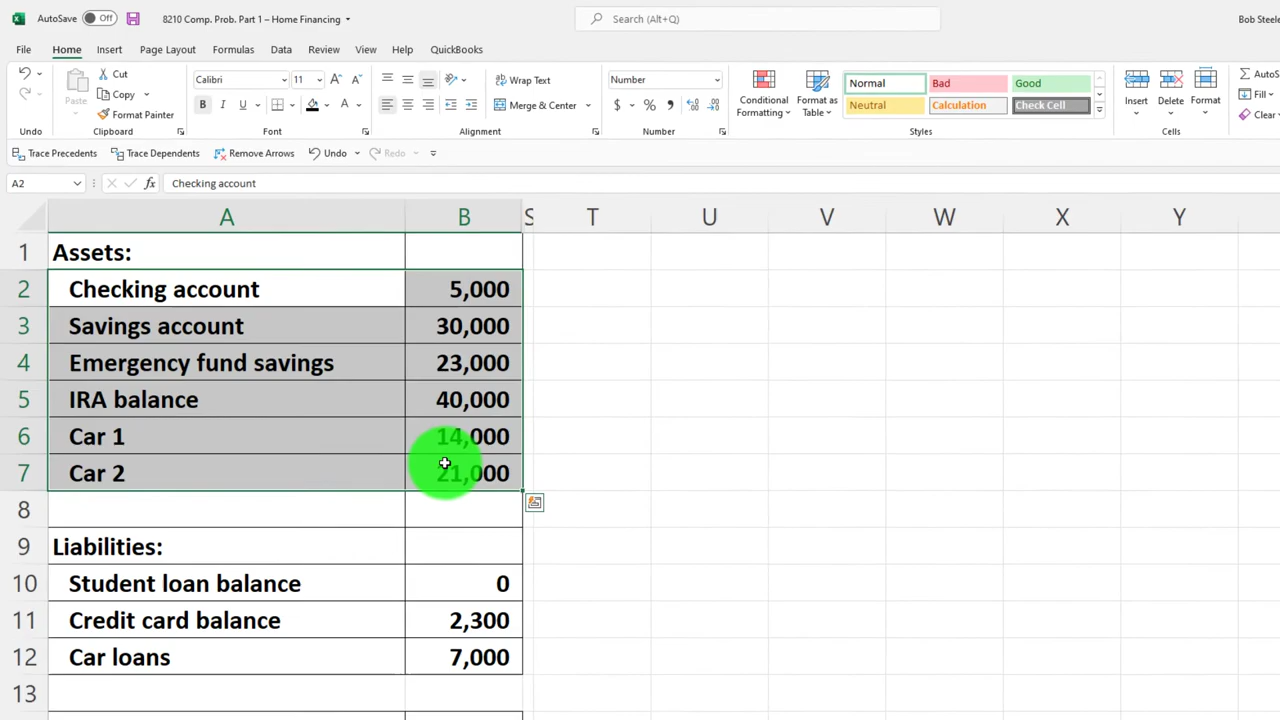 AutoSave Off 8210 Comp. Prob. Part 1 – Home Financing Search (Alt+Q) Bob Steele
File Home Insert Page Layout Formulas Data Review View Help QuickBooks
Paste Cut Copy Format Painter
Calibri 11 B I U A
Wrap Text Merge & Center
Number $ %
Conditional Formatting Format as Table
Normal Bad Good
Neutral Calculation Check Cell
Insert Delete Format
Fill Clear
Undo Clipboard Font Alignment Number Styles Cells
Trace Precedents Trace Dependents Remove Arrows Undo Redo
A2 fx Checking account
A B S T U V W X Y
1 Assets:
2 Checking account 5,000
3 Savings account 30,000
4 Emergency fund savings 23,000
5 IRA balance 40,000
6 Car 1 14,000
7 Car 2 21,000
8
9 Liabilities:
10 Student loan balance 0
11 Credit card balance 2,300
12 Car loans 7,000
13